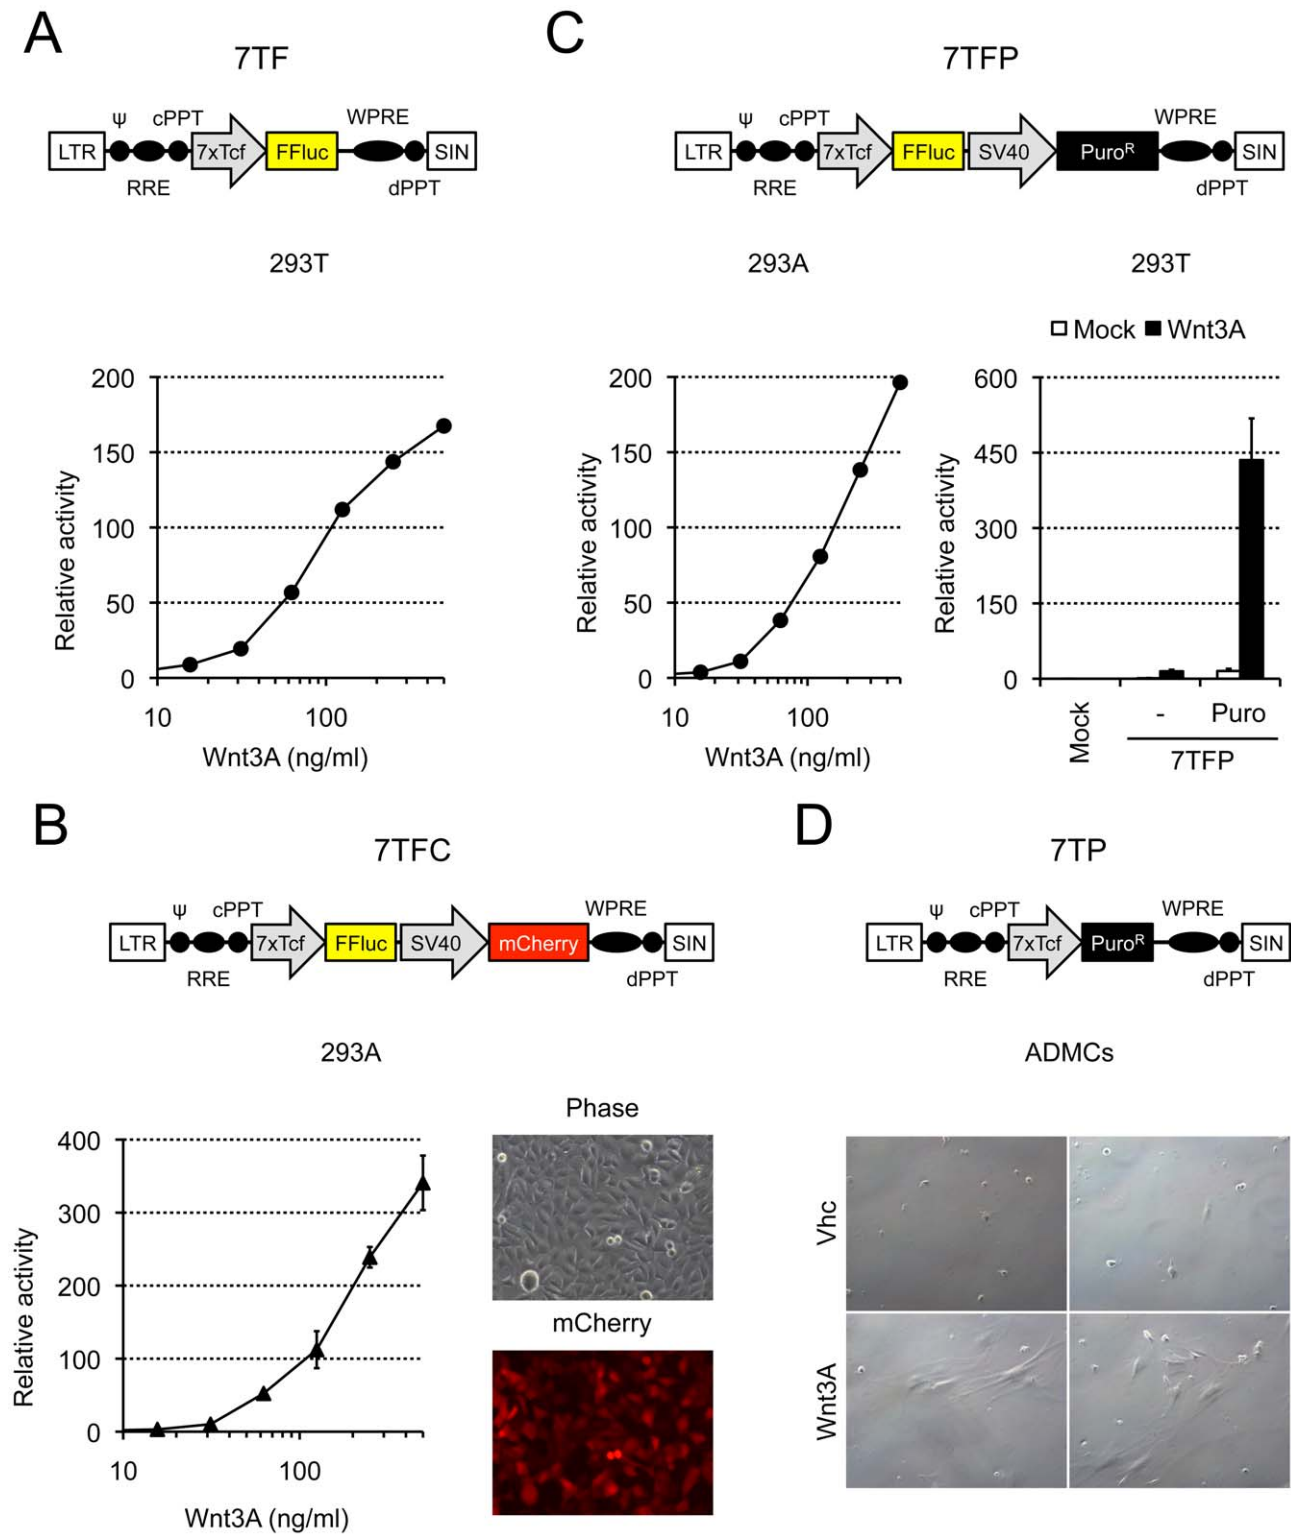 A
7TF
ψ cPPT WPRE
LTR 7xTcf FFluc SIN
RRE dPPT
293T
200
150
100
50
0
Relative activity
10 100
Wnt3A (ng/ml)
C
7TFP
ψ cPPT WPRE
LTR 7xTcf FFluc SV40 Puroᴿ SIN
RRE dPPT
293A
200
150
100
50
0
Relative activity
10 100
Wnt3A (ng/ml)
293T
Mock Wnt3A
600
450
300
150
0
Relative activity
Mock - Puro
7TFP
B
7TFC
ψ cPPT WPRE
LTR 7xTcf FFluc SV40 mCherry SIN
RRE dPPT
293A
400
300
200
100
0
Relative activity
10 100
Wnt3A (ng/ml)
Phase
mCherry
D
7TP
ψ cPPT WPRE
LTR 7xTcf Puroᴿ SIN
RRE dPPT
ADMCs
Vhc
Wnt3A